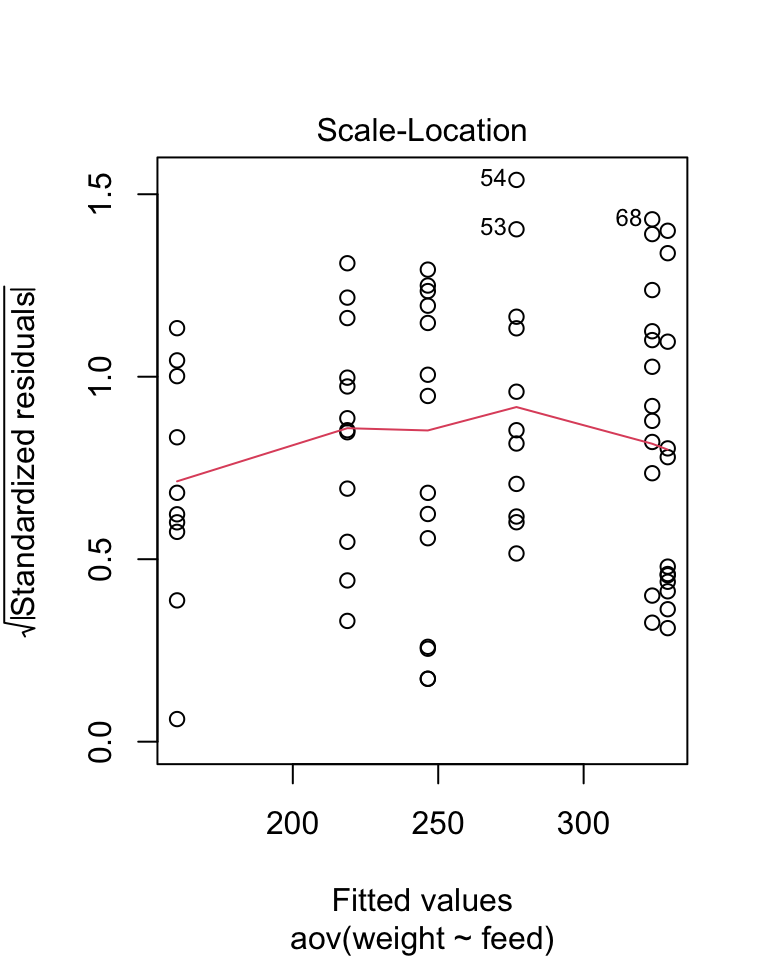 Scale-Location
√|Standardized residuals|
1.5
1.0
0.5
0.0
54
53
68
200 250 300
Fitted values
aov(weight ~ feed)